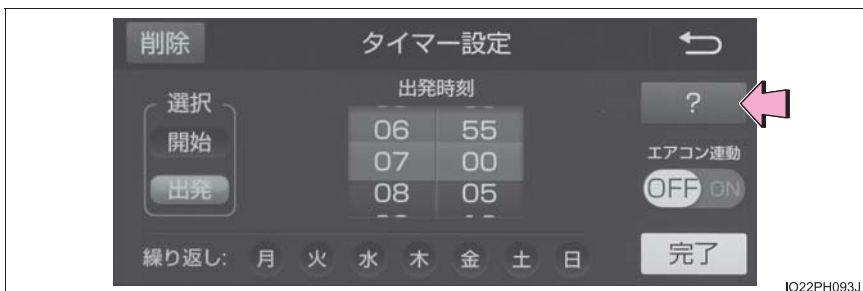 削除 タイマー設定
出発時刻
選択
開始
出発
06 55
07 00
08 05
?
エアコン連動
OFF ON
繰り返し: 月 火 水 木 金 土 日
完了
IO22PH093J